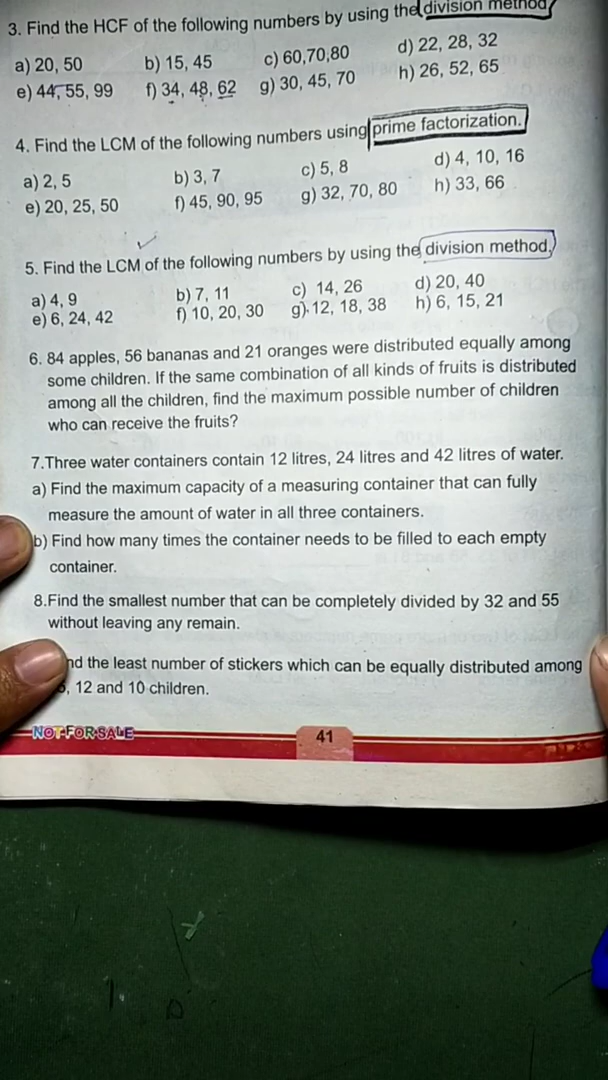 3. Find the HCF of the following numbers by using the division method
a) 20, 50 b) 15, 45 c) 60,70,80 d) 22, 28, 32
e) 44, 55, 99 f) 34, 48, 62 g) 30, 45, 70 h) 26, 52, 65
4. Find the LCM of the following numbers using prime factorization.
a) 2, 5 b) 3, 7 c) 5, 8 d) 4, 10, 16
e) 20, 25, 50 f) 45, 90, 95 g) 32, 70, 80 h) 33, 66
5. Find the LCM of the following numbers by using the division method.
a) 4, 9 b) 7, 11 c) 14, 26 d) 20, 40
e) 6, 24, 42 f) 10, 20, 30 g) 12, 18, 38 h) 6, 15, 21
6. 84 apples, 56 bananas and 21 oranges were distributed equally among
some children. If the same combination of all kinds of fruits is distributed
among all the children, find the maximum possible number of children
who can receive the fruits?
7.Three water containers contain 12 litres, 24 litres and 42 litres of water.
a) Find the maximum capacity of a measuring container that can fully
measure the amount of water in all three containers.
b) Find how many times the container needs to be filled to each empty
container.
8.Find the smallest number that can be completely divided by 32 and 55
without leaving any remain.
nd the least number of stickers which can be equally distributed among
, 12 and 10 children.
NOT FOR SALE 41